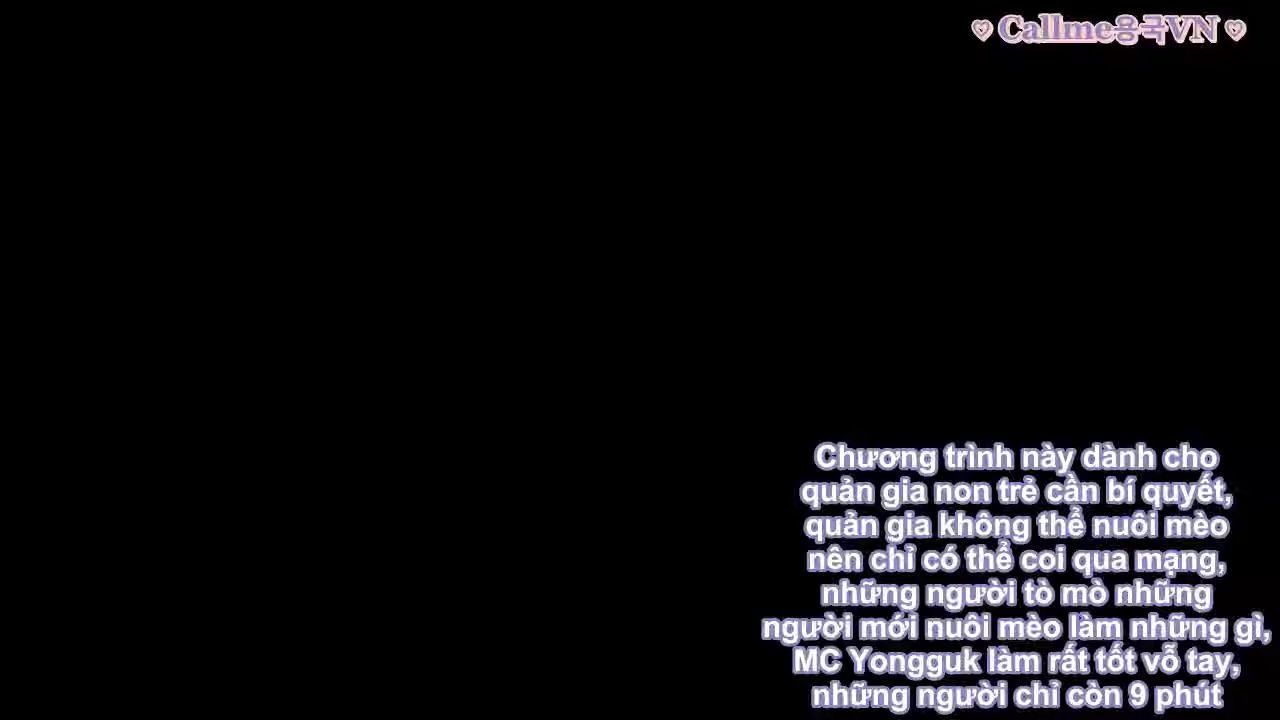 ♡ Callme용국VN ♡
Chương trình này dành cho
quản gia non trẻ cần bí quyết,
quản gia không thể nuôi mèo
nên chỉ có thể coi qua mạng,
những người tò mò những
người mới nuôi mèo làm những gì,
MC Yongguk làm rất tốt vỗ tay,
những người chỉ còn 9 phút